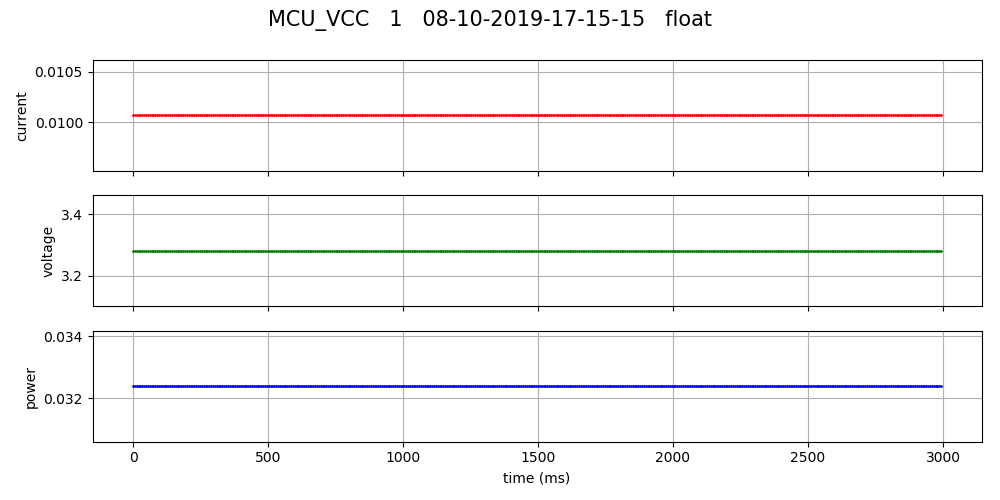 MCU_VCC 1 08-10-2019-17-15-15 float
0.0105
0.0100
current
3.4
3.2
voltage
0.034
0.032
power
0 500 1000 1500 2000 2500 3000
time (ms)